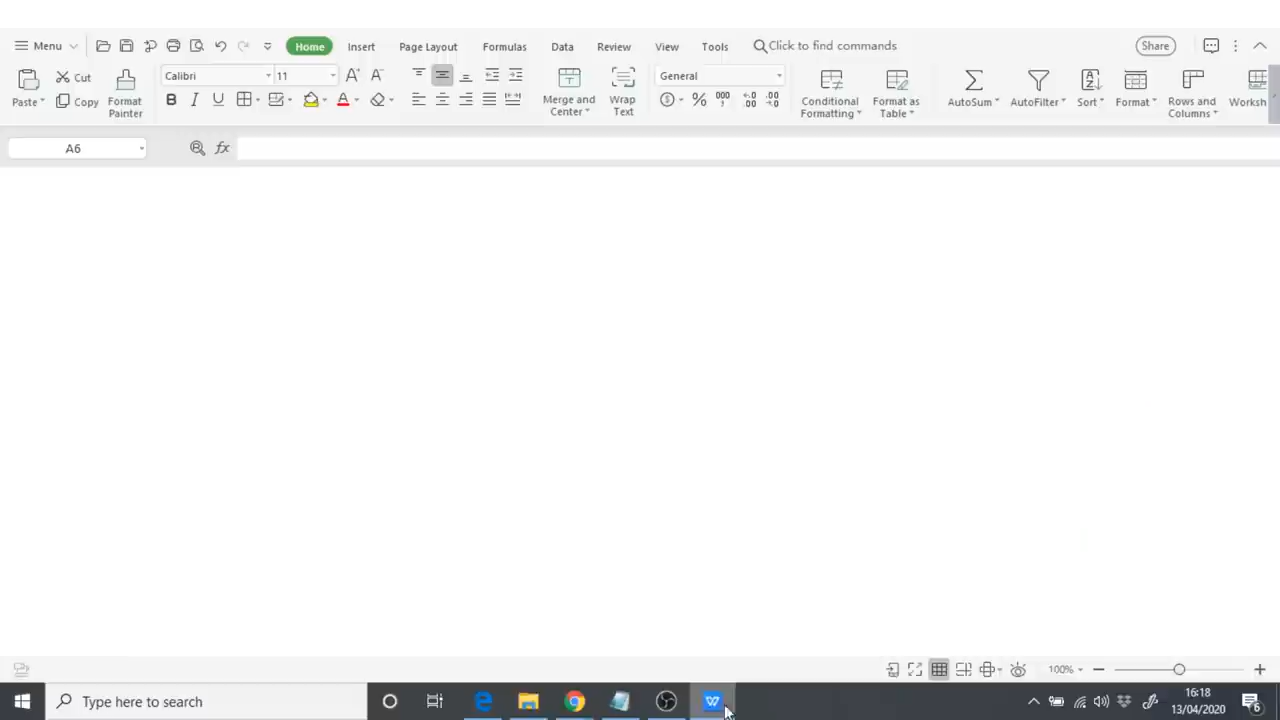 Menu Home Insert Page Layout Formulas Data Review View Tools Click to find commands Share
Paste Cut Copy Format Painter Calibri 11 A+ A- General AutoSum AutoFilter Sort Format
B I U A Merge and Center Wrap Text % 000 Conditional Formatting Format as Table Rows and Columns Worksh
A6 fx
100%
Type here to search 16:18
13/04/2020 6